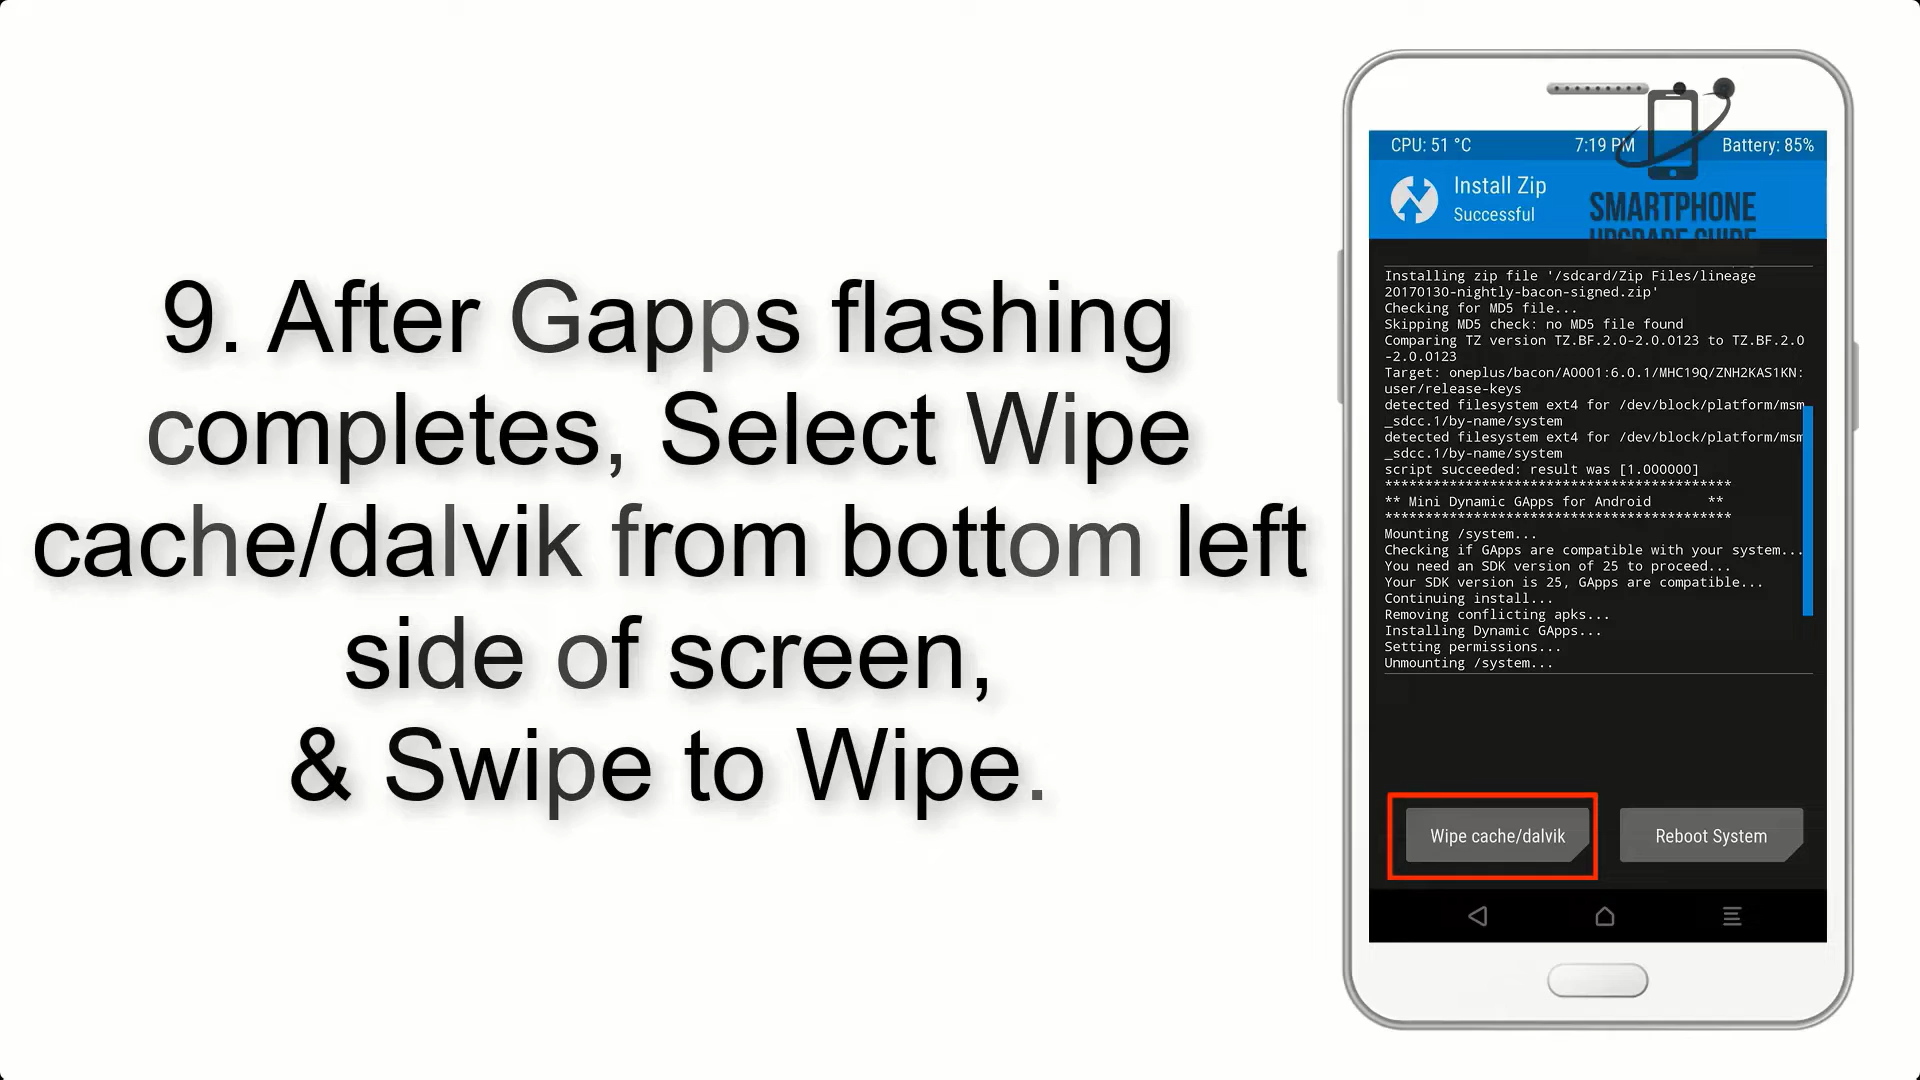 9. After Gapps flashing
completes, Select Wipe
cache/dalvik from bottom left
side of screen,
& Swipe to Wipe.
CPU: 51 °C 7:19 PM Battery: 85%
Install Zip
Successful
SMARTPHONE
UPGRADE GUIDE
Installing zip file '/sdcard/Zip Files/lineage
20170130-nightly-bacon-signed.zip'
Checking for MD5 file...
Skipping MD5 check: no MD5 file found
Comparing TZ version TZ.BF.2.0-2.0.0123 to TZ.BF.2.0
-2.0.0123
Target: oneplus/bacon/A0001:6.0.1/MHC19Q/ZNH2KAS1KN:
user/release-keys
detected filesystem ext4 for /dev/block/platform/msm
_sdcc.1/by-name/system
detected filesystem ext4 for /dev/block/platform/msm
_sdcc.1/by-name/system
script succeeded: result was [1.000000]
******************************************
** Mini Dynamic GApps for Android **
******************************************
Mounting /system...
Checking if GApps are compatible with your system...
You need an SDK version of 25 to proceed...
Your SDK version is 25, GApps are compatible...
Continuing install...
Removing conflicting apks...
Installing Dynamic GApps...
Setting permissions...
Unmounting /system...
Wipe cache/dalvik Reboot System